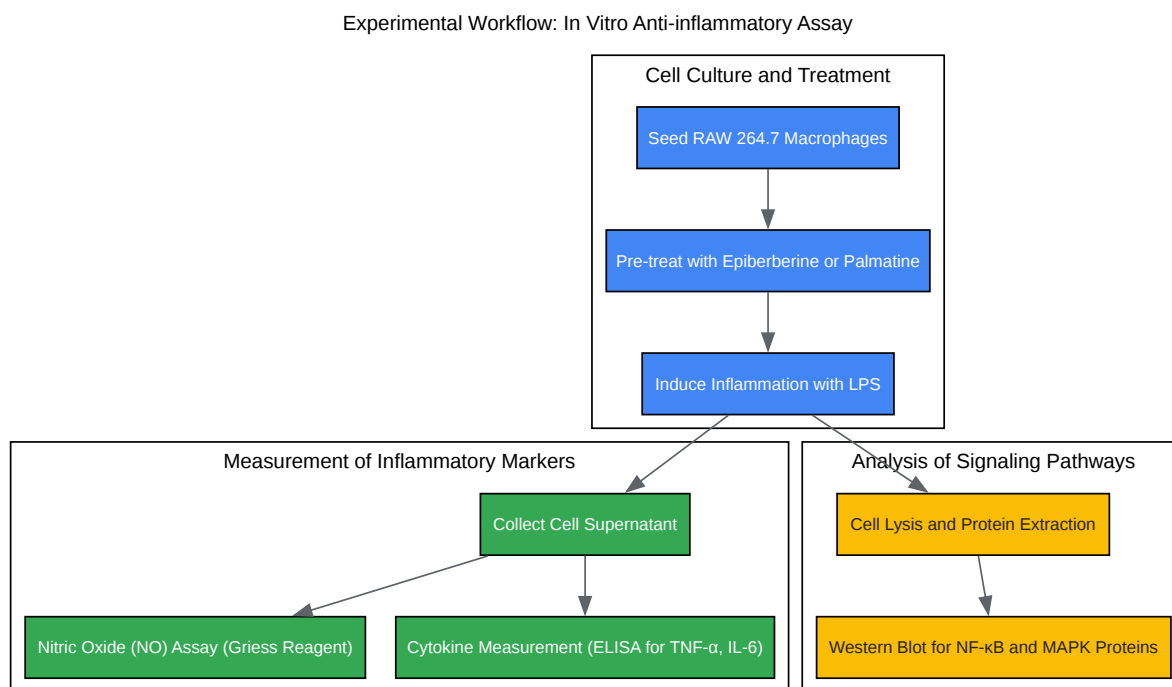 Experimental Workflow: In Vitro Anti-inflammatory Assay
Cell Culture and Treatment
Seed RAW 264.7 Macrophages
Pre-treat with Epiberberine or Palmatine
Induce Inflammation with LPS
Measurement of Inflammatory Markers
Collect Cell Supernatant
Nitric Oxide (NO) Assay (Griess Reagent)
Cytokine Measurement (ELISA for TNF-α, IL-6)
Analysis of Signaling Pathways
Cell Lysis and Protein Extraction
Western Blot for NF-κB and MAPK Proteins